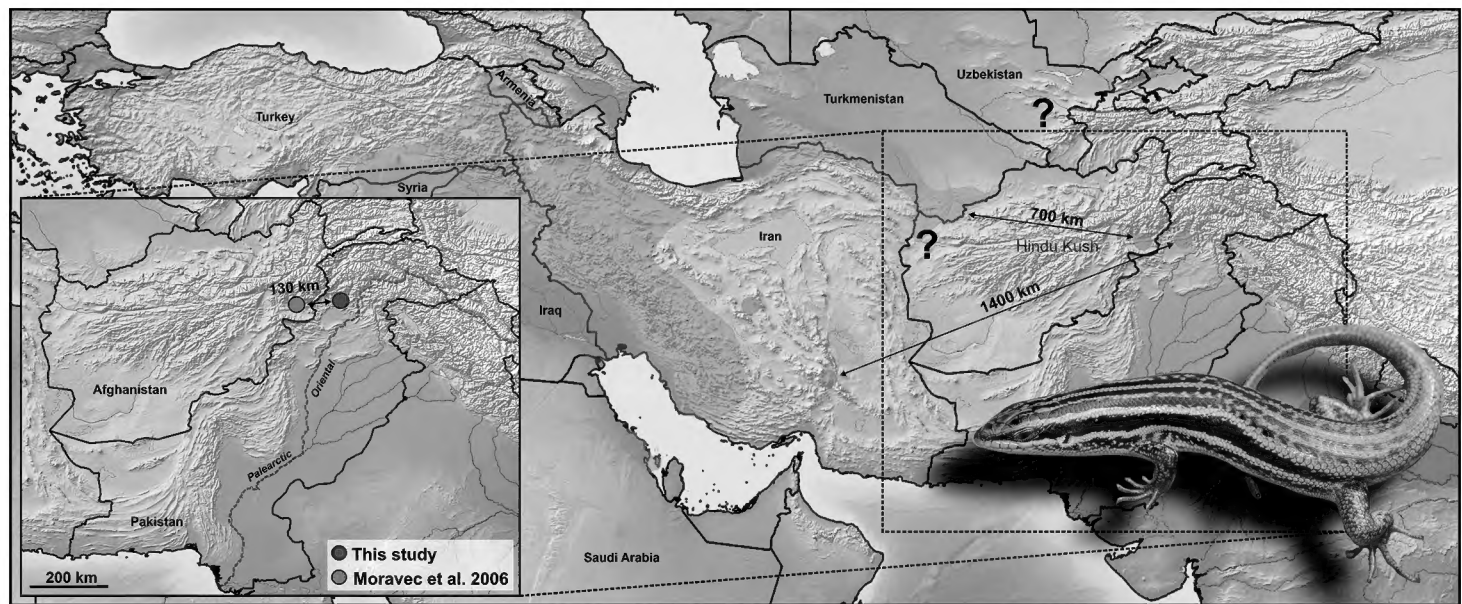 Uzbekistan
Armenia
Turkmenistan
Turkey
?
Syria
700 km
Iran
Hindu Kush
?
130 km
1400 km
Iraq
Oriental
Afghanistan
Palearctic
Pakistan
This study
Saudi Arabia
Moravec et al. 2006
200 km